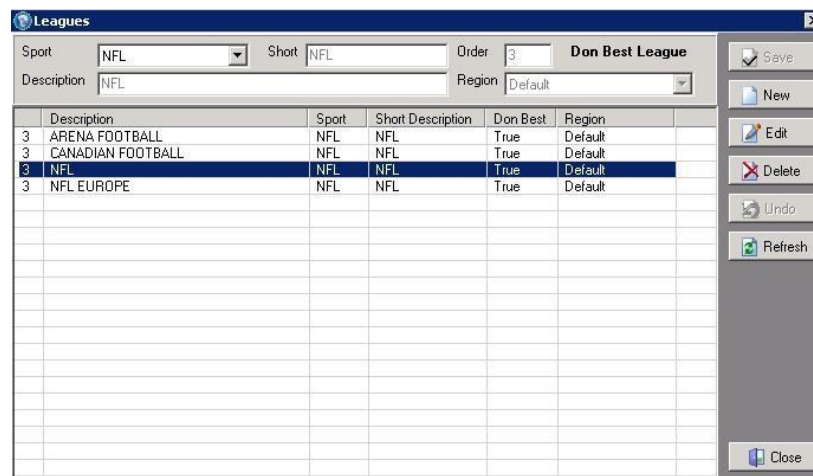 Leagues
Sport NFL Short NFL Order 3 Don Best League
Description NFL Region Default
Save
New
Edit
Delete
Undo
Refresh
Close
Description Sport Short Description Don Best Region
3 ARENA FOOTBALL NFL NFL True Default
3 CANADIAN FOOTBALL NFL NFL True Default
3 NFL NFL NFL True Default
3 NFL EUROPE NFL NFL True Default